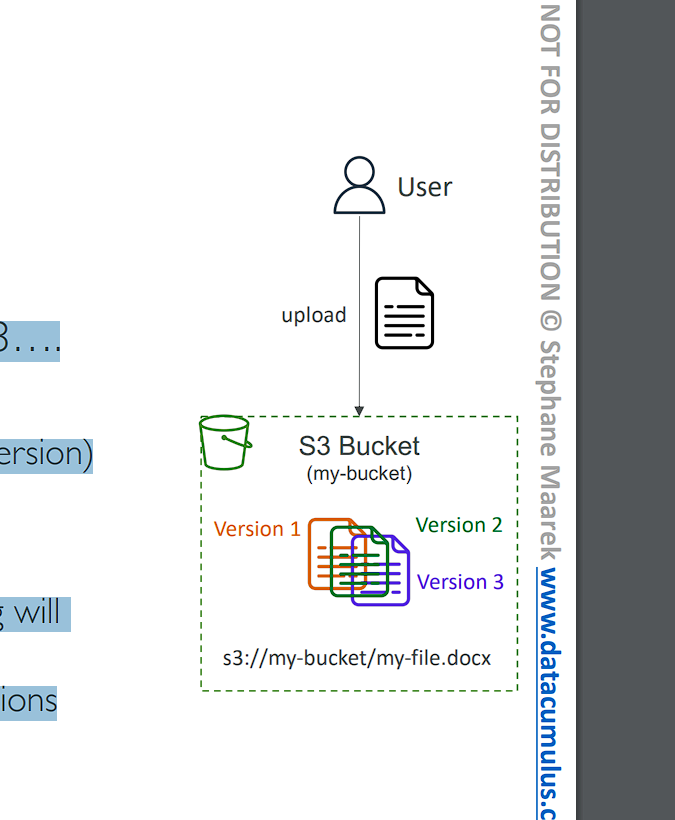 User
upload
3….
S3 Bucket
(my-bucket)
ersion)
Version 1
Version 2
Version 3
will
s3://my-bucket/my-file.docx
ions
NOT FOR DISTRIBUTION © Stephane Maarek www.datacumulus.c